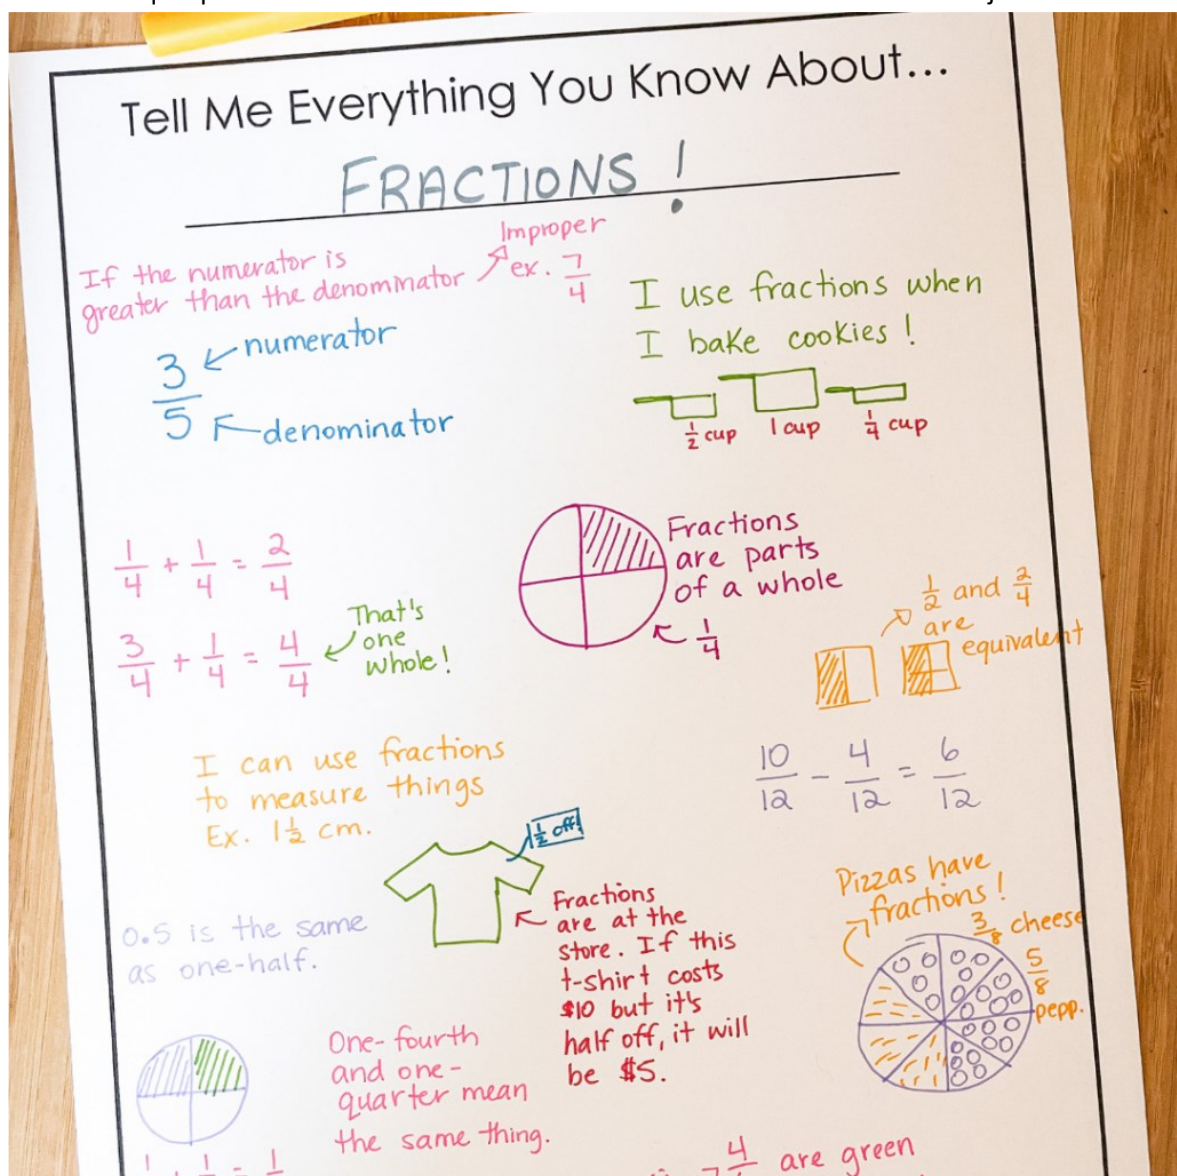 Tell Me Everything You Know About...
FRACTIONS!
If the numerator is
greater than the denominator
Improper
ex. 7/4
3/5
numerator
denominator
I use fractions when
I bake cookies!
1/2 cup
1 cup
1/4 cup
1/4 + 1/4 = 2/4
3/4 + 1/4 = 4/4
That's
one
whole!
Fractions
are parts
of a whole
1/4
1/2 and 2/4
are
equivalent
I can use fractions
to measure things
Ex. 1 1/2 cm.
10/12 - 4/12 = 6/12
1/2 off!
Fractions
are at the
store. If this
t-shirt costs
$10 but it's
half off, it will
be $5.
0.5 is the same
as one-half.
Pizzas have
fractions!
3/8 cheese
5/8
pepp.
One-fourth
and one-
quarter mean
the same thing.
4
are green